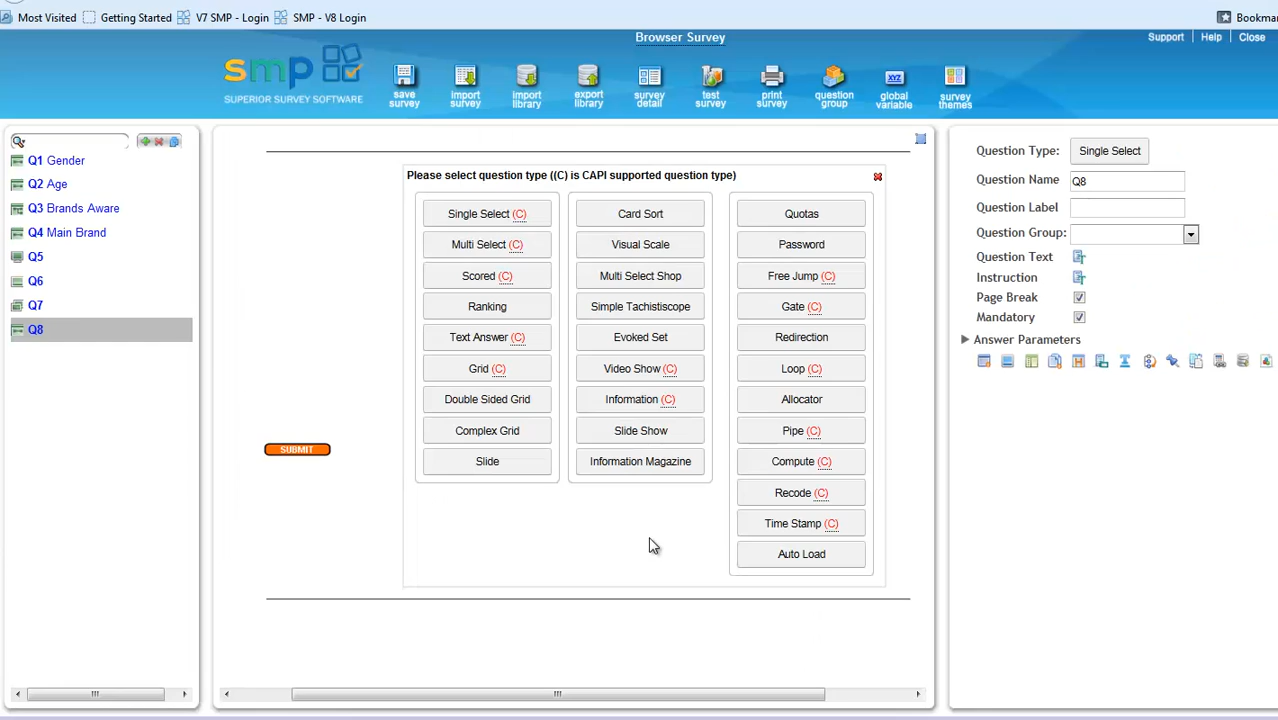 Most Visited
Getting Started
V7 SMP - Login
SMP - V8 Login
Bookmar
Browser Survey
Support
Help
Close
smp
SUPERIOR SURVEY SOFTWARE
save survey
import survey
import library
export library
survey detail
test survey
print survey
question group
xyz
global variable
survey themes
Q1 Gender
Q2 Age
Q3 Brands Aware
Q4 Main Brand
Q5
Q6
Q7
Q8
SUBMIT
Please select question type ((C) is CAPI supported question type)
Single Select (C)
Multi Select (C)
Scored (C)
Ranking
Text Answer (C)
Grid (C)
Double Sided Grid
Complex Grid
Slide
Card Sort
Visual Scale
Multi Select Shop
Simple Tachistiscope
Evoked Set
Video Show (C)
Information (C)
Slide Show
Information Magazine
Quotas
Password
Free Jump (C)
Gate (C)
Redirection
Loop (C)
Allocator
Pipe (C)
Compute (C)
Recode (C)
Time Stamp (C)
Auto Load
Question Type: Single Select
Question Name Q8
Question Label
Question Group:
Question Text
Instruction
Page Break
Mandatory
Answer Parameters